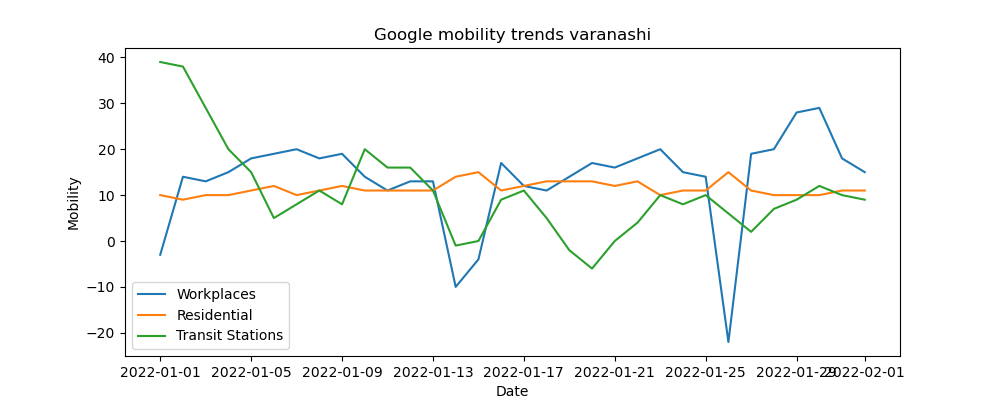 Google mobility trends varanashi
Mobility
40
30
20
10
0
−10
−20
Workplaces
Residential
Transit Stations
2022-01-01 2022-01-05 2022-01-09 2022-01-13 2022-01-17 2022-01-21 2022-01-25 2022-01-29 2022-02-01
Date